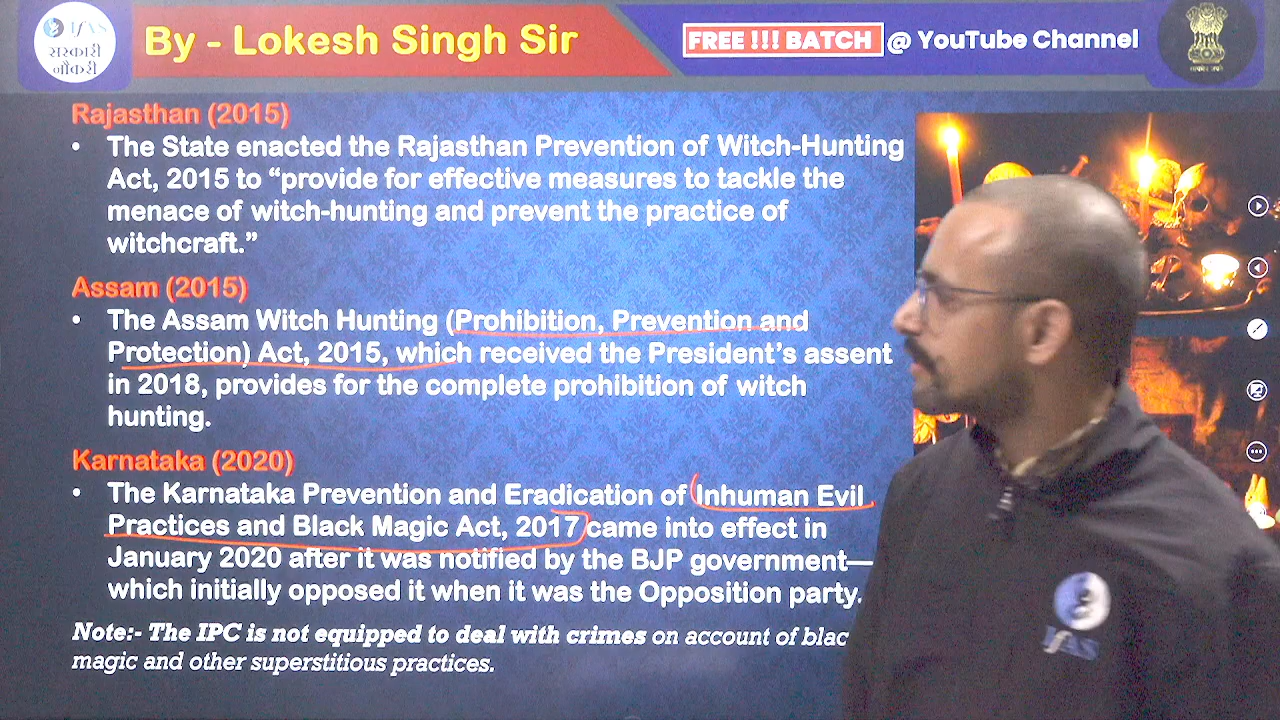 IFAS
સરકારી
નૌકરી
By - Lokesh Singh Sir
FREE !!! BATCH @ YouTube Channel
सत्यमेव जयते
Rajasthan (2015)
• The State enacted the Rajasthan Prevention of Witch-Hunting
Act, 2015 to “provide for effective measures to tackle the
menace of witch-hunting and prevent the practice of
witchcraft.”
Assam (2015)
• The Assam Witch Hunting (Prohibition, Prevention and
Protection) Act, 2015, which received the President’s assent
in 2018, provides for the complete prohibition of witch
hunting.
Karnataka (2020)
• The Karnataka Prevention and Eradication of Inhuman Evil
Practices and Black Magic Act, 2017 came into effect in
January 2020 after it was notified by the BJP government—
which initially opposed it when it was the Opposition party.
Note:- The IPC is not equipped to deal with crimes on account of blac
magic and other superstitious practices.
IFAS